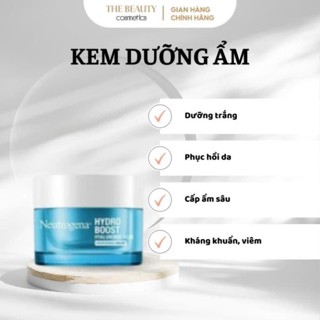 THE BEAUTY
cosmetics
GIAN HÀNG
CHÍNH HÃNG
KEM DƯỠNG ẨM
Dưỡng trắng
Phục hồi da
Cấp ẩm sâu
Kháng khuẩn, viêm
Neutrogena
HYDRO
BOOST